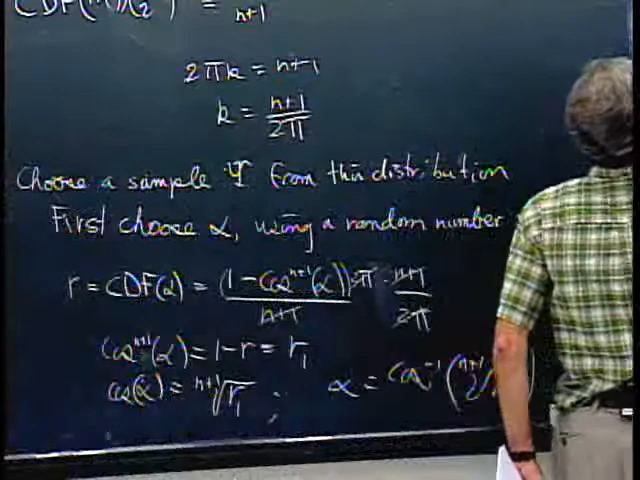 CDF(π/2) = n+1
2πk = n+1
k = n+1 / 2π
Choose a sample Ψ from this distribution
First choose α, using a random number
r = CDF(α) = (1 - cos^{n+1}(α)) 2π / n+1 · n+1 / 2π
cos^{n+1}(α) = 1 - r = r₁
cos(α) = ^{n+1}√r₁ ; α = cos⁻¹(